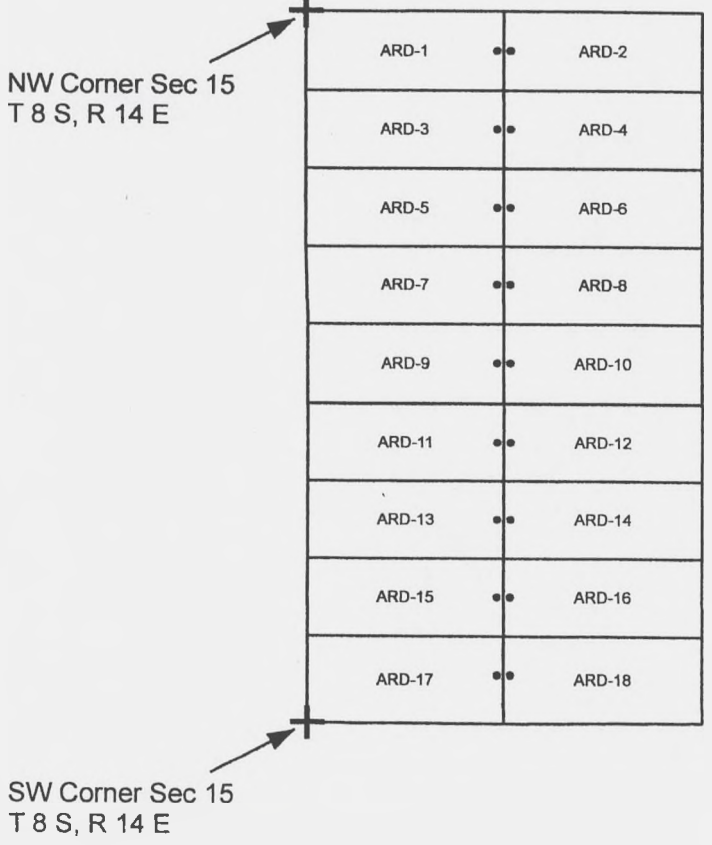 ARD-1 ARD-2
NW Corner Sec 15
T 8 S, R 14 E
ARD-3 ARD-4
ARD-5 ARD-6
ARD-7 ARD-8
ARD-9 ARD-10
ARD-11 ARD-12
ARD-13 ARD-14
ARD-15 ARD-16
ARD-17 ARD-18
SW Corner Sec 15
T 8 S, R 14 E